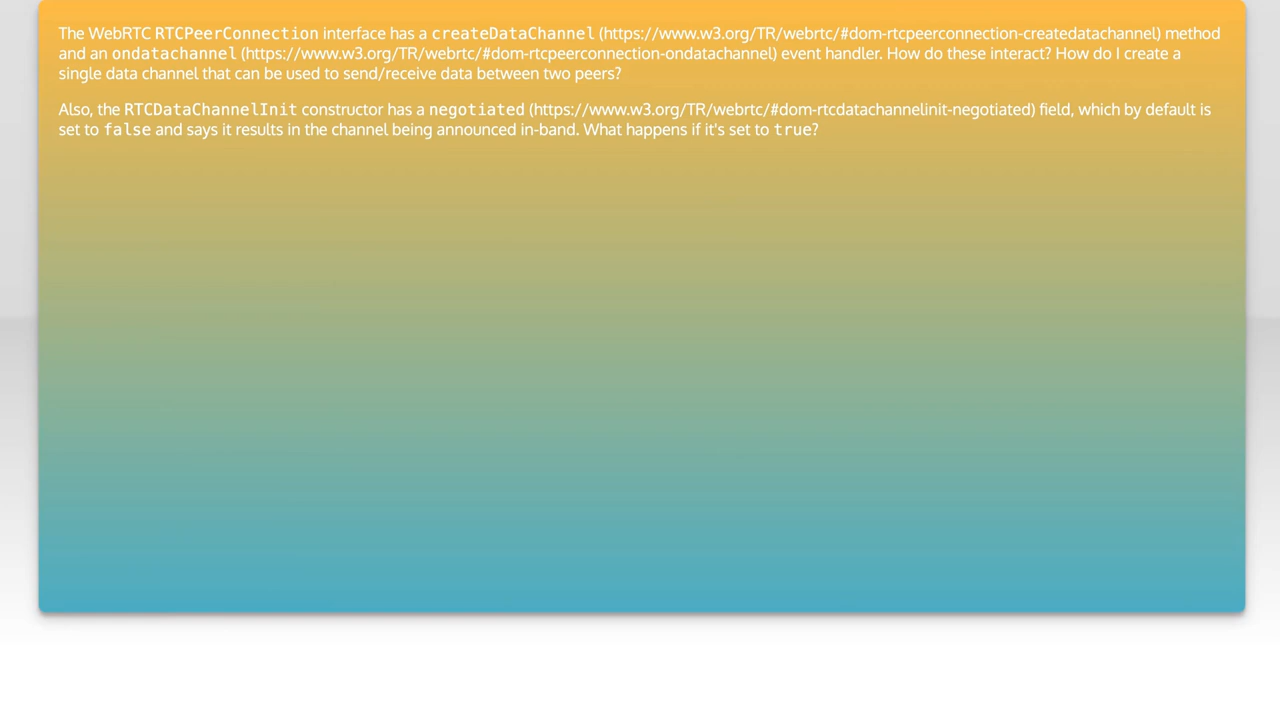 The WebRTC RTCPeerConnection interface has a createDataChannel (https://www.w3.org/TR/webrtc/#dom-rtcpeerconnection-createdatachannel) method
and an ondatachannel (https://www.w3.org/TR/webrtc/#dom-rtcpeerconnection-ondatachannel) event handler. How do these interact? How do I create a
single data channel that can be used to send/receive data between two peers?
Also, the RTCDataChannelInit constructor has a negotiated (https://www.w3.org/TR/webrtc/#dom-rtcdatachannelinit-negotiated) field, which by default is
set to false and says it results in the channel being announced in-band. What happens if it's set to true?